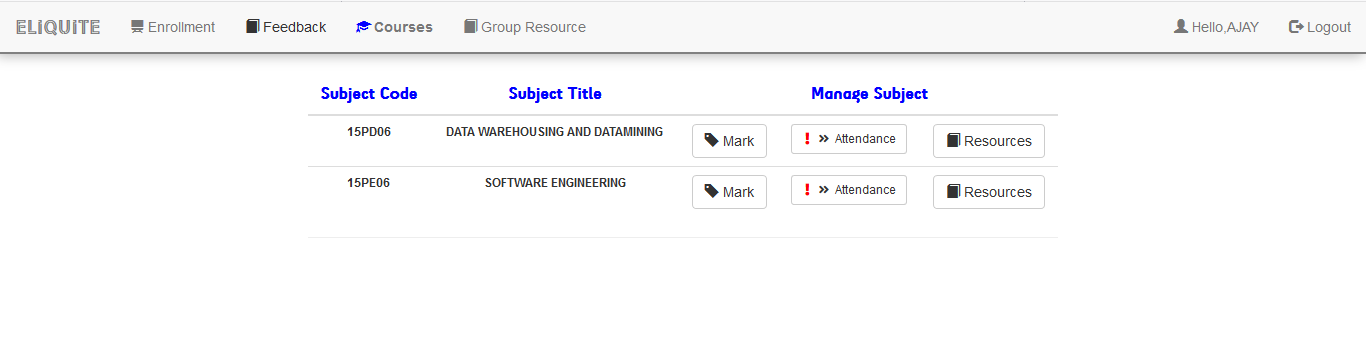 ELiQUiTE Enrollment Feedback Courses Group Resource Hello,AJAY Logout
Subject Code Subject Title Manage Subject
15PD06 DATA WAREHOUSING AND DATAMINING Mark ! » Attendance Resources
15PE06 SOFTWARE ENGINEERING Mark ! » Attendance Resources